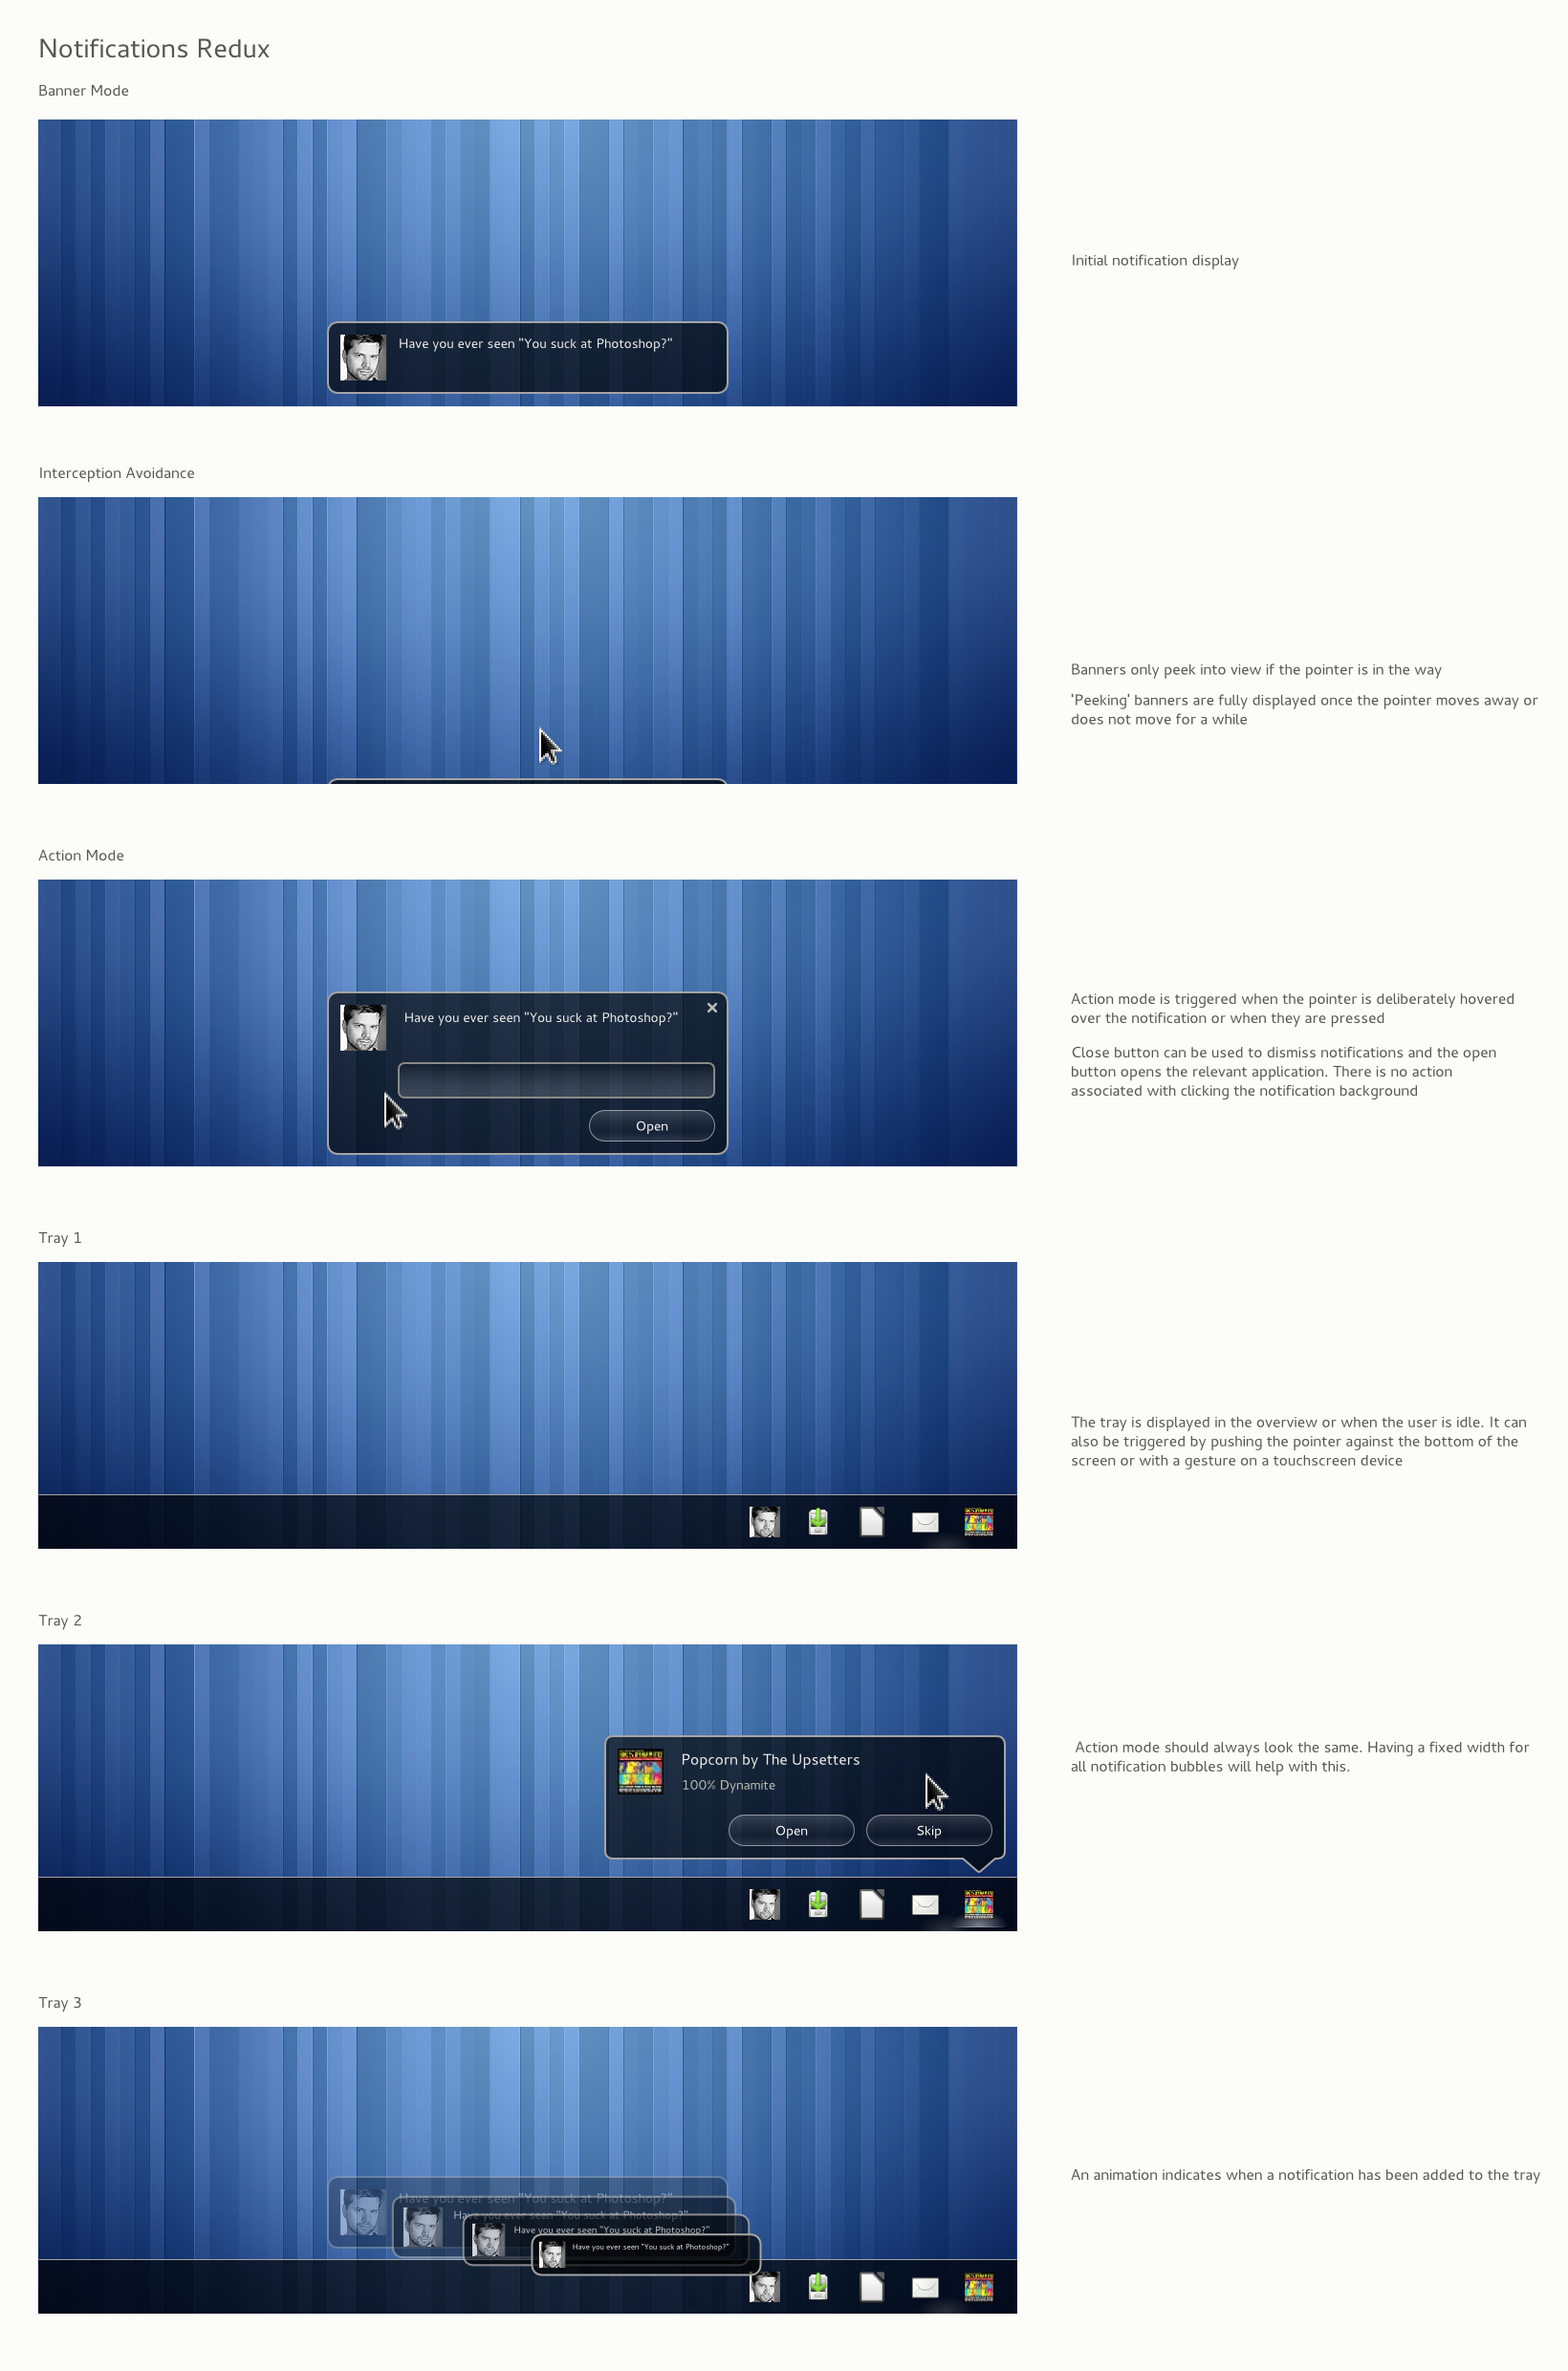 Notifications Redux
Banner Mode
Have you ever seen "You suck at Photoshop?"
Initial notification display
Interception Avoidance
Banners only peek into view if the pointer is in the way
'Peeking' banners are fully displayed once the pointer moves away or
does not move for a while
Action Mode
Have you ever seen "You suck at Photoshop?"
Open
Action mode is triggered when the pointer is deliberately hovered
over the notification or when they are pressed
Close button can be used to dismiss notifications and the open
button opens the relevant application. There is no action
associated with clicking the notification background
Tray 1
The tray is displayed in the overview or when the user is idle. It can
also be triggered by pushing the pointer against the bottom of the
screen or with a gesture on a touchscreen device
Tray 2
Popcorn by The Upsetters
100% Dynamite
Open
Skip
Action mode should always look the same. Having a fixed width for
all notification bubbles will help with this.
Tray 3
Have you ever seen "You suck at Photoshop?"
Have you ever seen "You suck at Photoshop?"
Have you ever seen "You suck at Photoshop?"
Have you ever seen "You suck at Photoshop?"
An animation indicates when a notification has been added to the tray